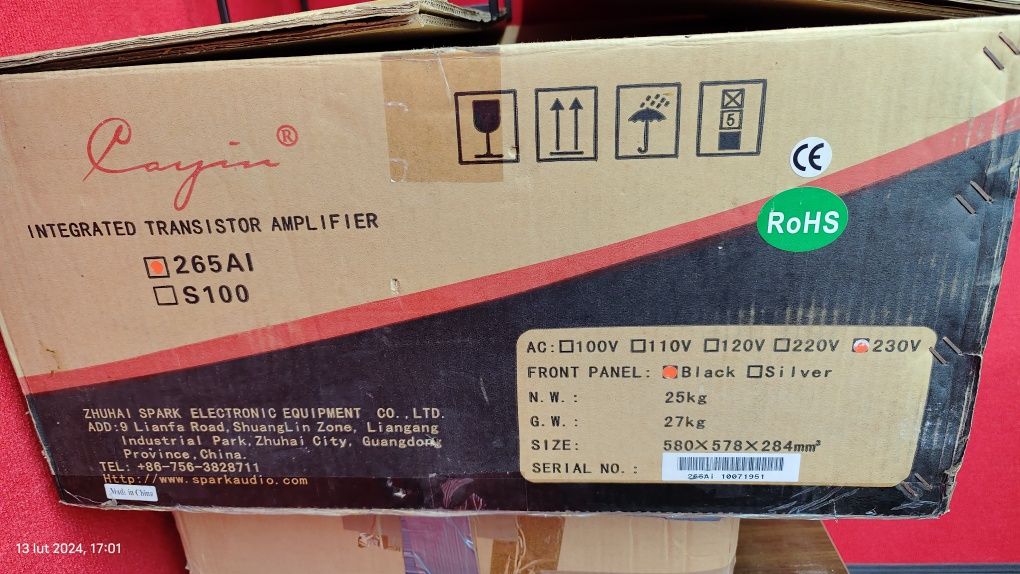 Cayin®
INTEGRATED TRANSISTOR AMPLIFIER
265AI
S100
5
CE
RoHS
AC: 100V 110V 120V 220V 230V
FRONT PANEL: Black Silver
N.W.: 25kg
G.W.: 27kg
SIZE: 580×578×284mm³
SERIAL NO.:
265Ai 10071951
ZHUHAI SPARK ELECTRONIC EQUIPMENT CO.,LTD.
ADD:9 Lianfa Road,ShuangLin Zone, Liangang
Industrial Park,Zhuhai City, Guangdong
Province,China.
TEL: +86-756-3828711
Http://www.sparkaudio.com
Made in China
13 lut 2024, 17:01